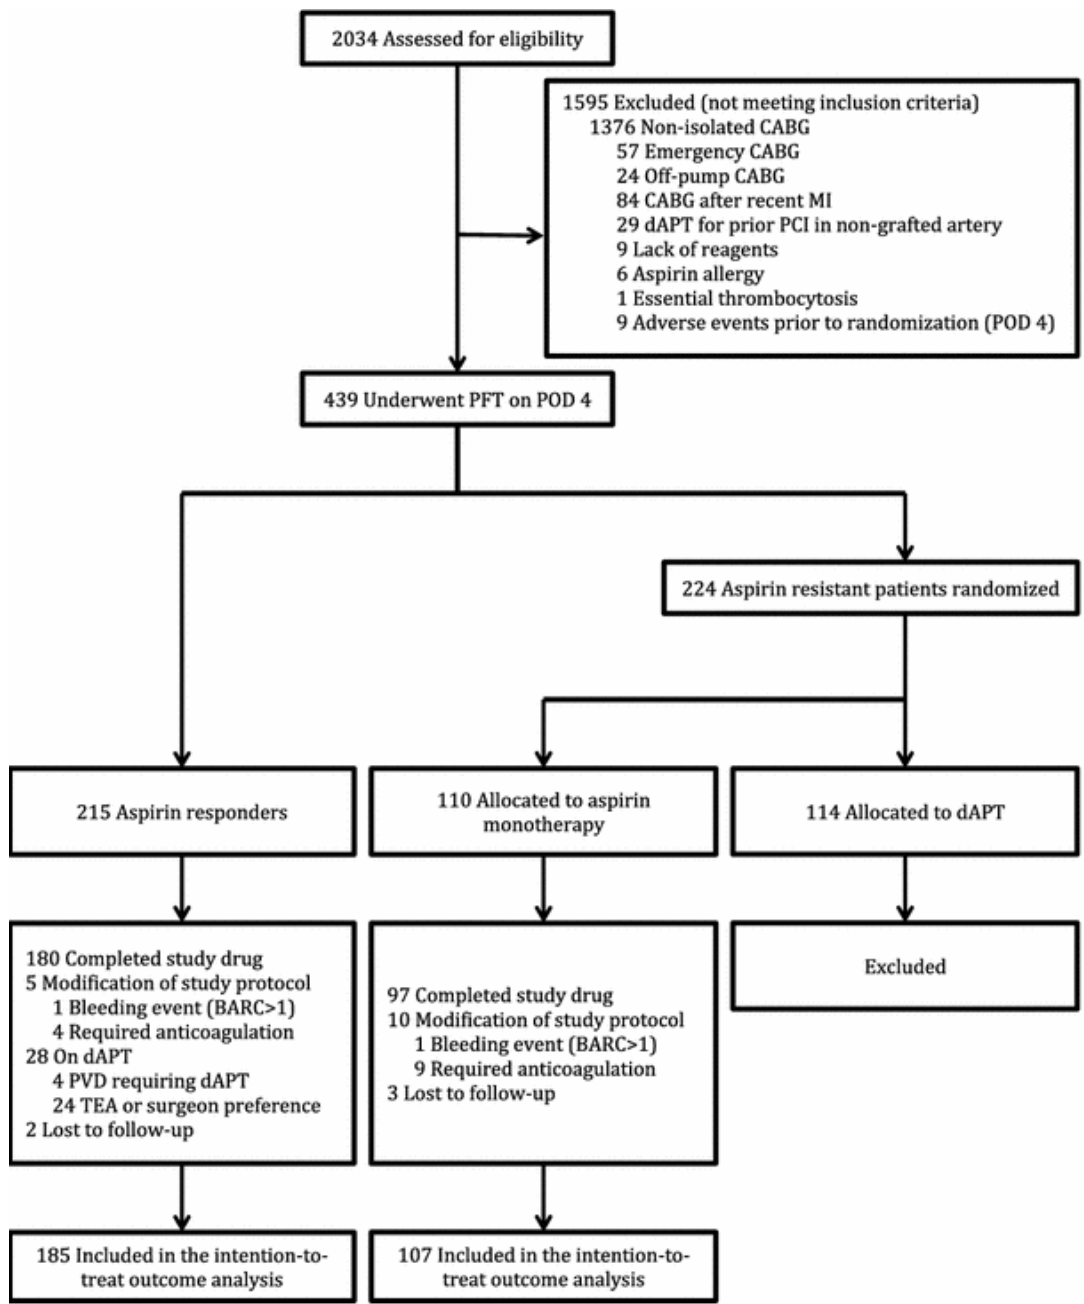 2034 Assessed for eligibility
1595 Excluded (not meeting inclusion criteria)
1376 Non-isolated CABG
57 Emergency CABG
24 Off-pump CABG
84 CABG after recent MI
29 dAPT for prior PCI in non-grafted artery
9 Lack of reagents
6 Aspirin allergy
1 Essential thrombocytosis
9 Adverse events prior to randomization (POD 4)
439 Underwent PFT on POD 4
224 Aspirin resistant patients randomized
215 Aspirin responders
110 Allocated to aspirin
monotherapy
114 Allocated to dAPT
180 Completed study drug
5 Modification of study protocol
1 Bleeding event (BARC>1)
4 Required anticoagulation
28 On dAPT
4 PVD requiring dAPT
24 TEA or surgeon preference
2 Lost to follow-up
97 Completed study drug
10 Modification of study protocol
1 Bleeding event (BARC>1)
9 Required anticoagulation
3 Lost to follow-up
Excluded
185 Included in the intention-to-
treat outcome analysis
107 Included in the intention-to-
treat outcome analysis